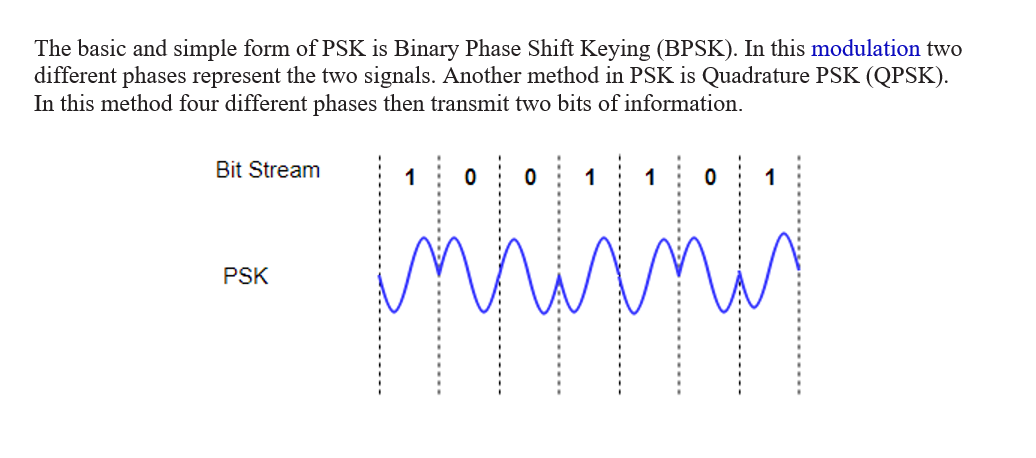 The basic and simple form of PSK is Binary Phase Shift Keying (BPSK). In this modulation two
different phases represent the two signals. Another method in PSK is Quadrature PSK (QPSK).
In this method four different phases then transmit two bits of information.
Bit Stream 1 0 0 1 1 0 1
PSK